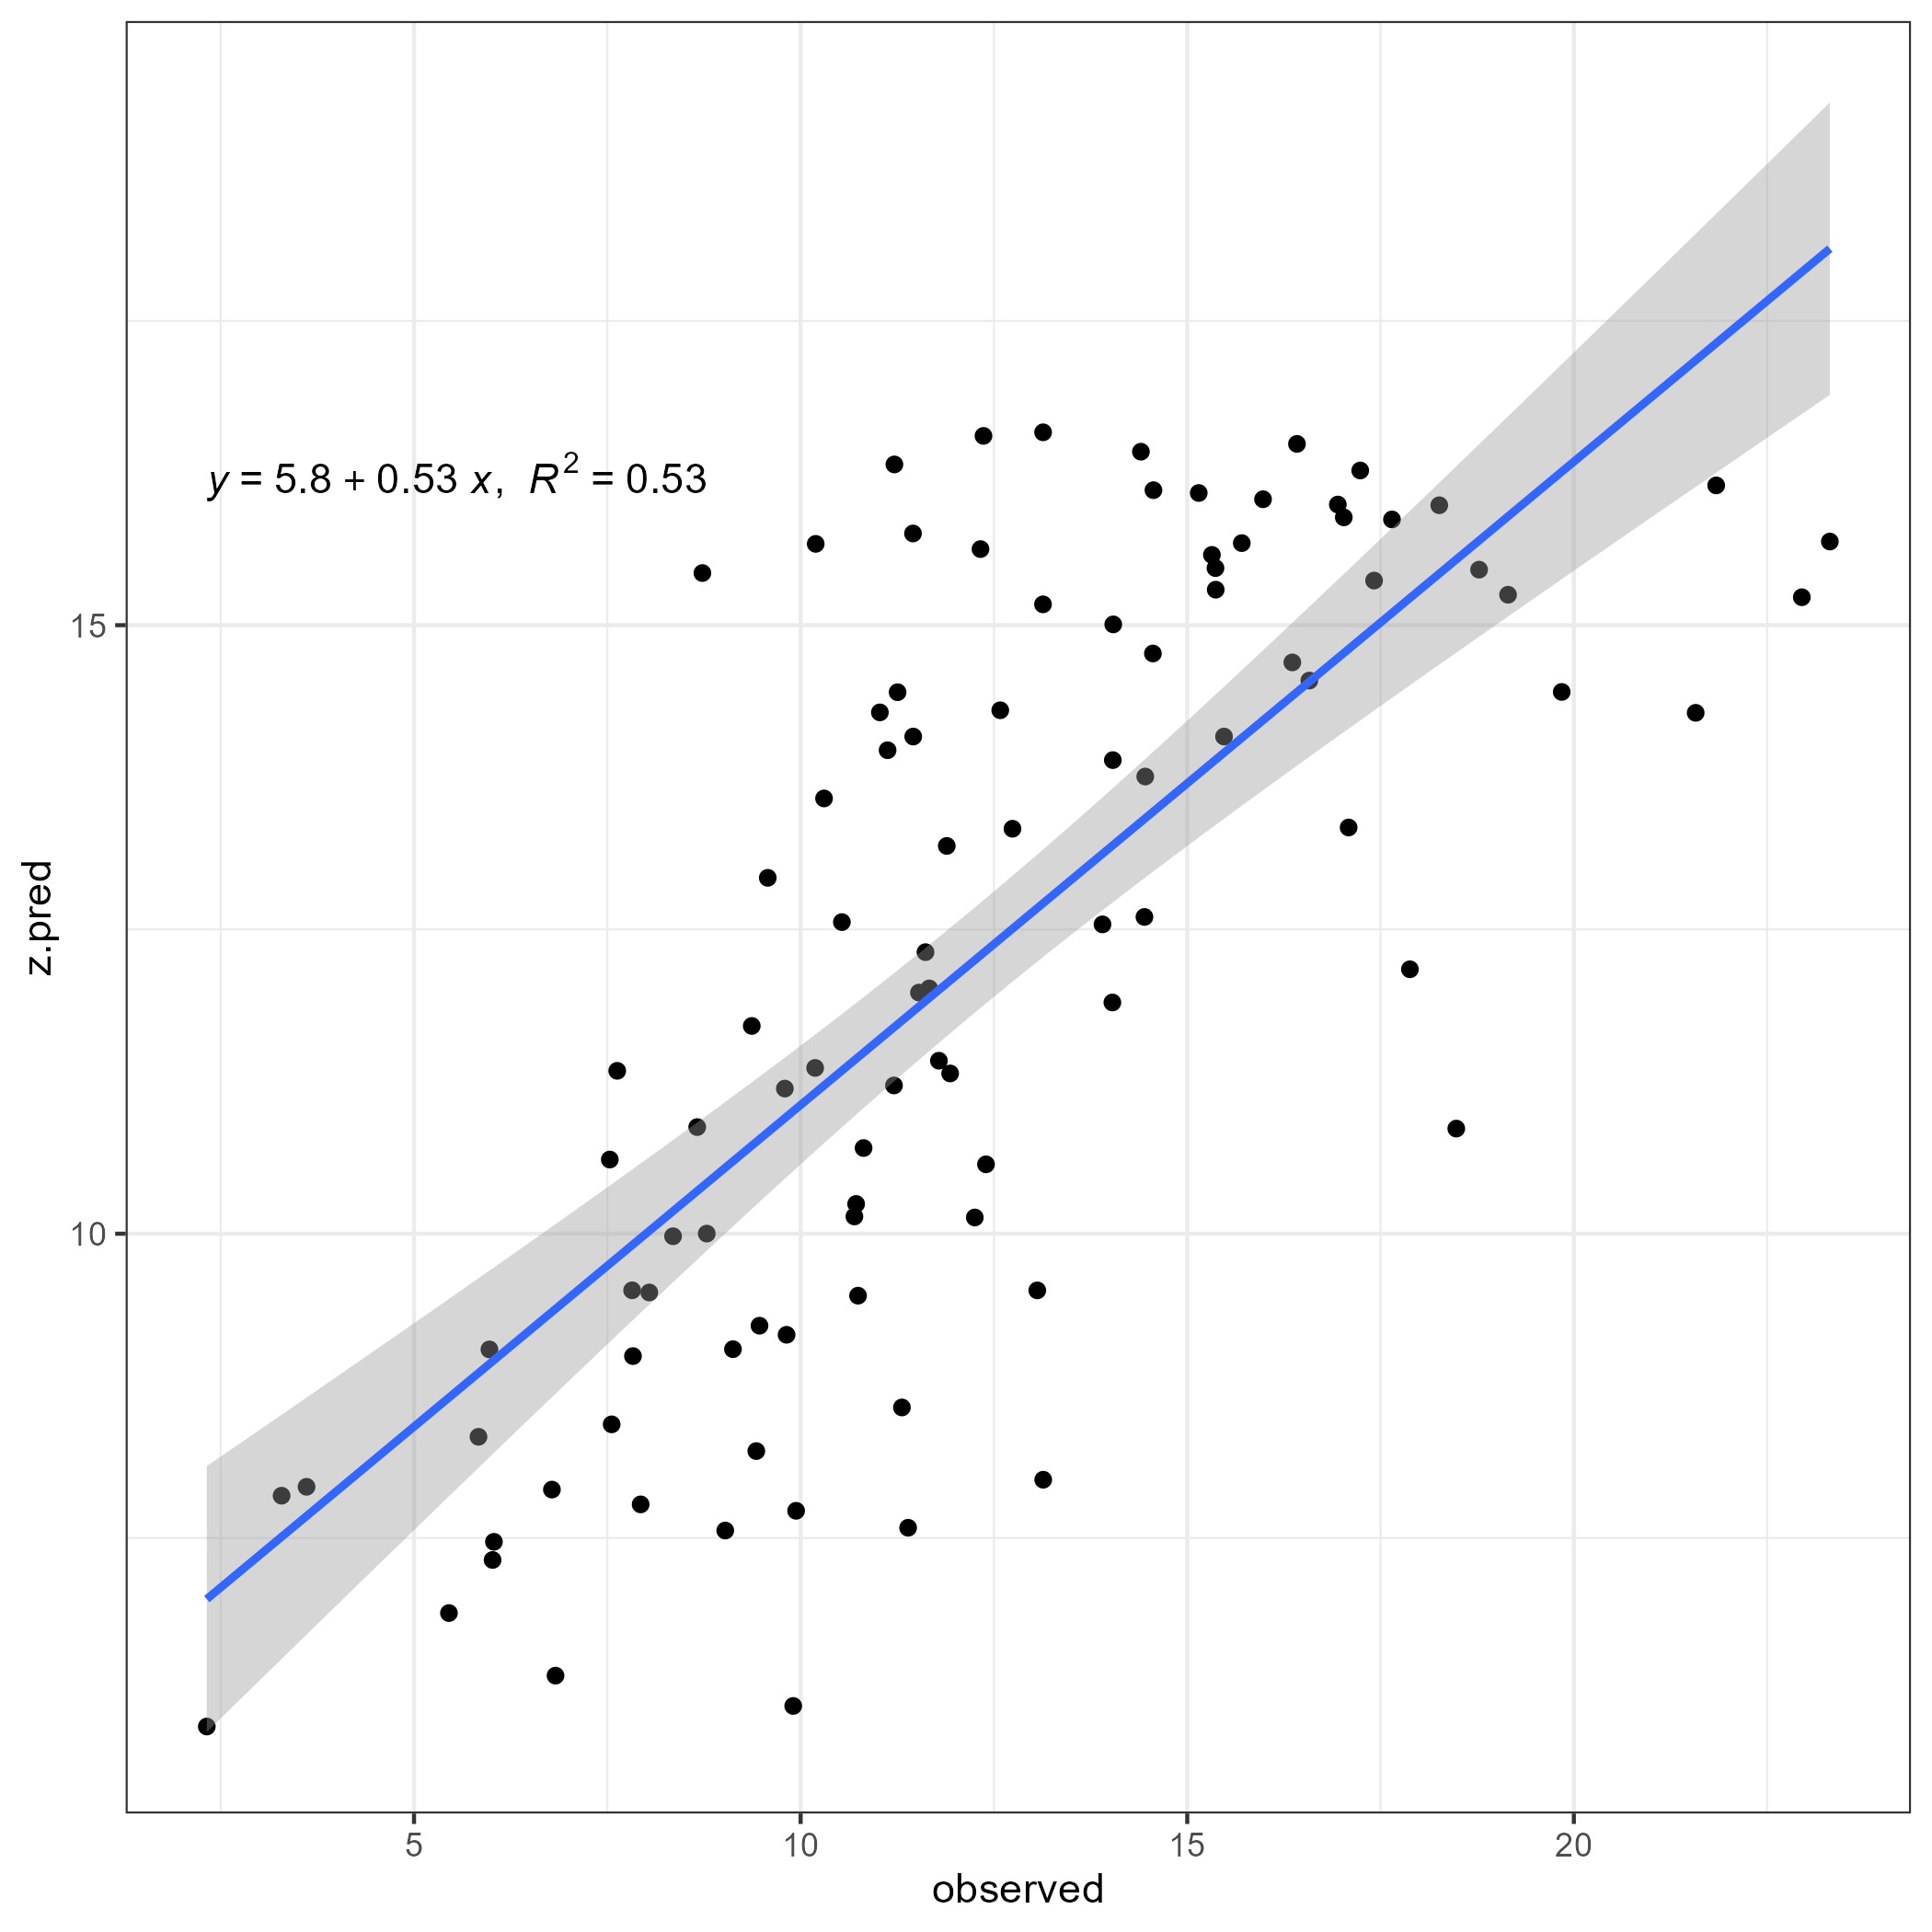 y = 5.8 + 0.53 x, R² = 0.53
15
10
z.pred
5 10 15 20
observed